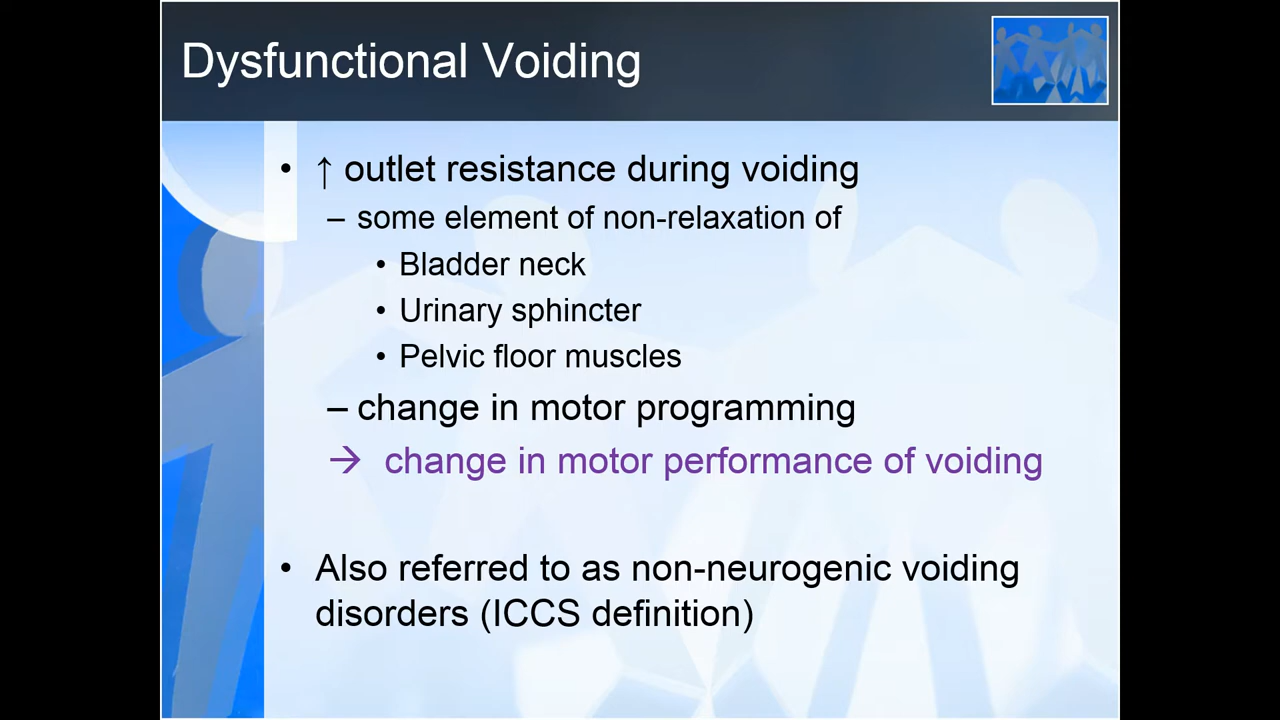 Dysfunctional Voiding
• ↑ outlet resistance during voiding
– some element of non-relaxation of
• Bladder neck
• Urinary sphincter
• Pelvic floor muscles
– change in motor programming
→ change in motor performance of voiding
• Also referred to as non-neurogenic voiding
disorders (ICCS definition)